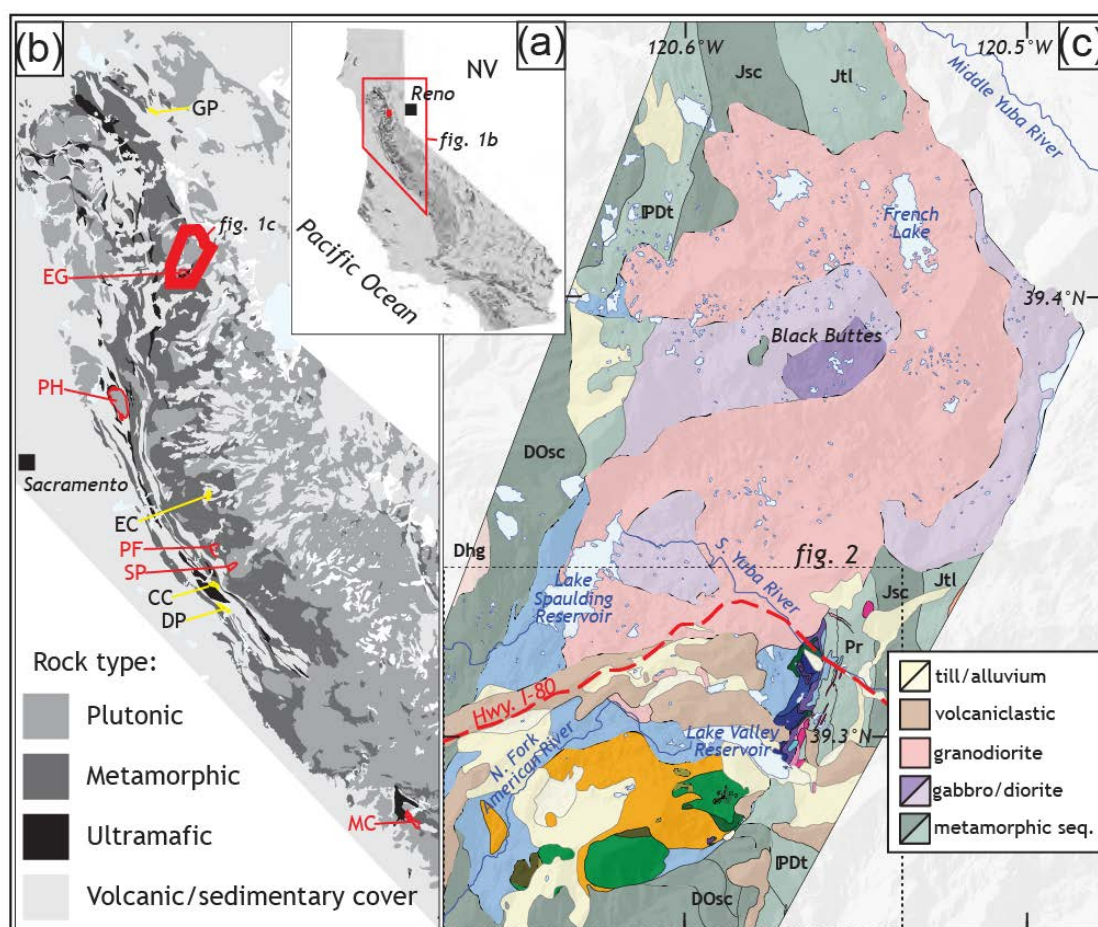 (b)
GP
fig. 1c
EG
PH
Sacramento
EC
PF
SP
CC
DP
MC
Rock type:
Plutonic
Metamorphic
Ultramafic
Volcanic/sedimentary cover
(a)
NV
Reno
fig. 1b
Pacific Ocean
(c)
120.6°W
120.5°W
Jsc
Jtl
Middle Yuba River
IPDt
French
Lake
39.4°N
Black Buttes
DOsc
Dhg
fig. 2
S. Yuba River
Lake
Spaulding
Reservoir
Jsc
Jtl
Pr
Hwy. I-80
N. Fork
American River
Lake Valley
Reservoir
39.3°N
IPDt
DOsc
till/alluvium
volcaniclastic
granodiorite
gabbro/diorite
metamorphic seq.